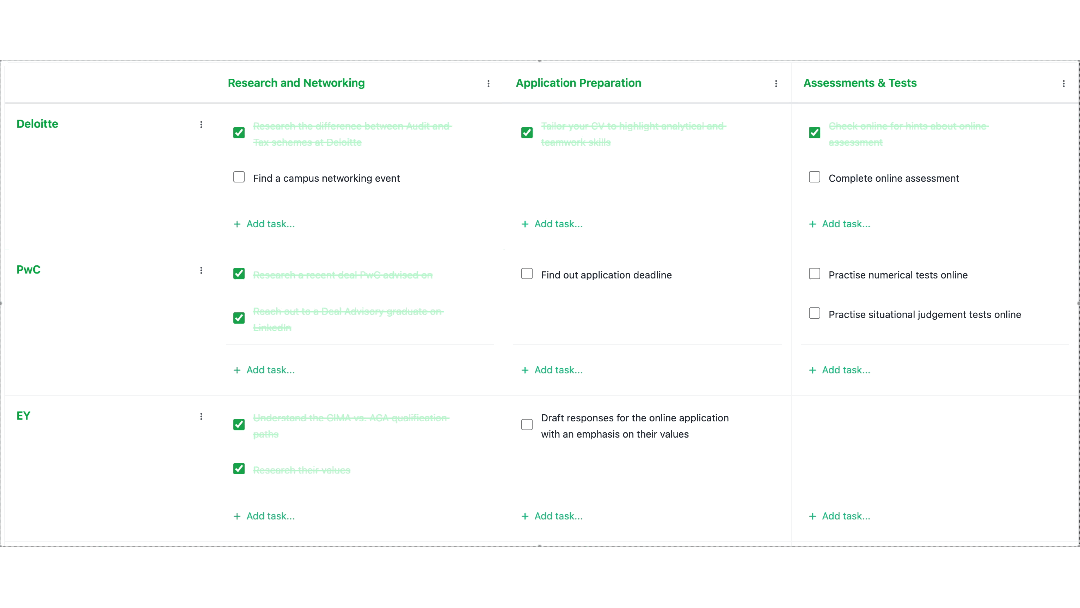 Research and Networking
Application Preparation
Assessments & Tests
Deloitte
Research the difference between Audit and
Tax schemes at Deloitte
Find a campus networking event
+ Add task...
Tailor your CV to highlight analytical and
teamwork skills
+ Add task...
Check online for hints about online
assessment
Complete online assessment
+ Add task...
PwC
Research a recent deal PwC advised on
Reach out to a Deal Advisory graduate on
LinkedIn
+ Add task...
Find out application deadline
+ Add task...
Practise numerical tests online
Practise situational judgement tests online
+ Add task...
EY
Understand the CIMA vs. ACA qualification
paths
Research their values
+ Add task...
Draft responses for the online application
with an emphasis on their values
+ Add task...
+ Add task...